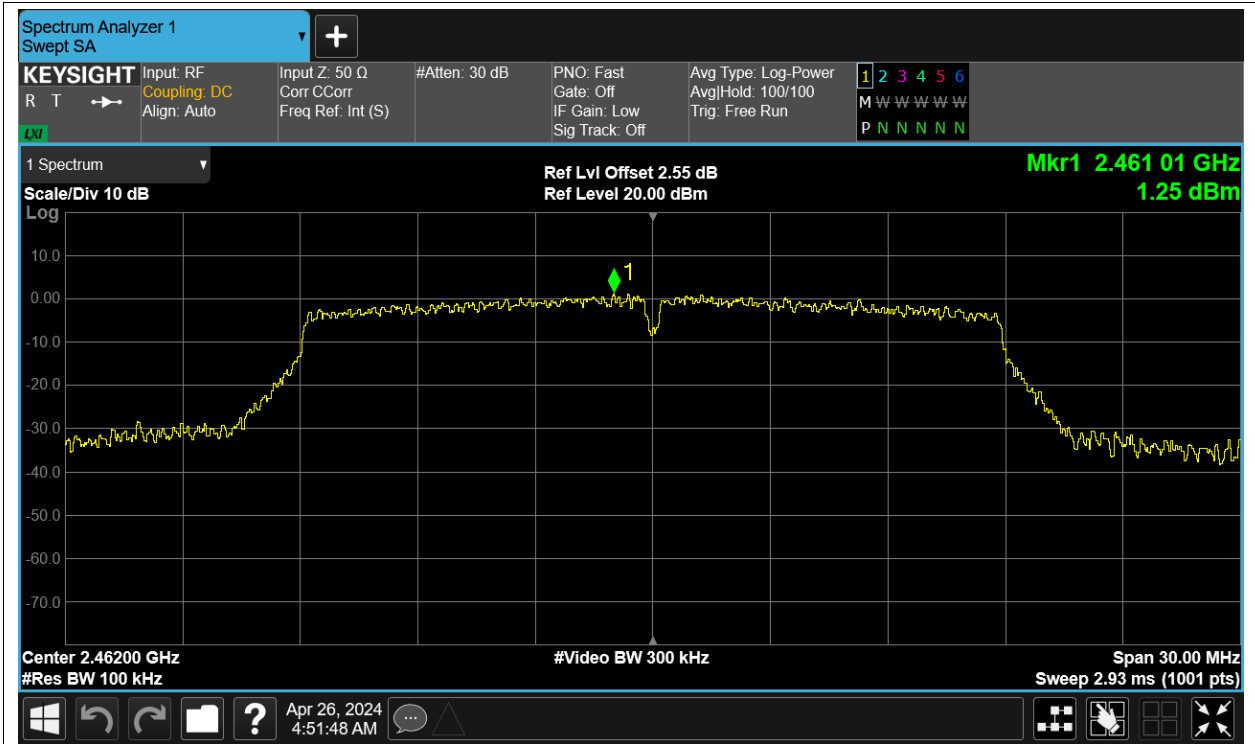 Spectrum Analyzer 1
Swept SA
KEYSIGHT
R T
LXI
Input: RF
Coupling: DC
Align: Auto
Input Z: 50 Ω
Corr CCorr
Freq Ref: Int (S)
#Atten: 30 dB
PNO: Fast
Gate: Off
IF Gain: Low
Sig Track: Off
Avg Type: Log-Power
Avg|Hold: 100/100
Trig: Free Run
1 2 3 4 5 6
M W W W W W
P N N N N N
1 Spectrum
Scale/Div 10 dB
Log
Ref Lvl Offset 2.55 dB
Ref Level 20.00 dBm
Mkr1 2.461 01 GHz
1.25 dBm
1
10.0
0.00
-10.0
-20.0
-30.0
-40.0
-50.0
-60.0
-70.0
Center 2.46200 GHz
#Res BW 100 kHz
#Video BW 300 kHz
Span 30.00 MHz
Sweep 2.93 ms (1001 pts)
?
Apr 26, 2024
4:51:48 AM